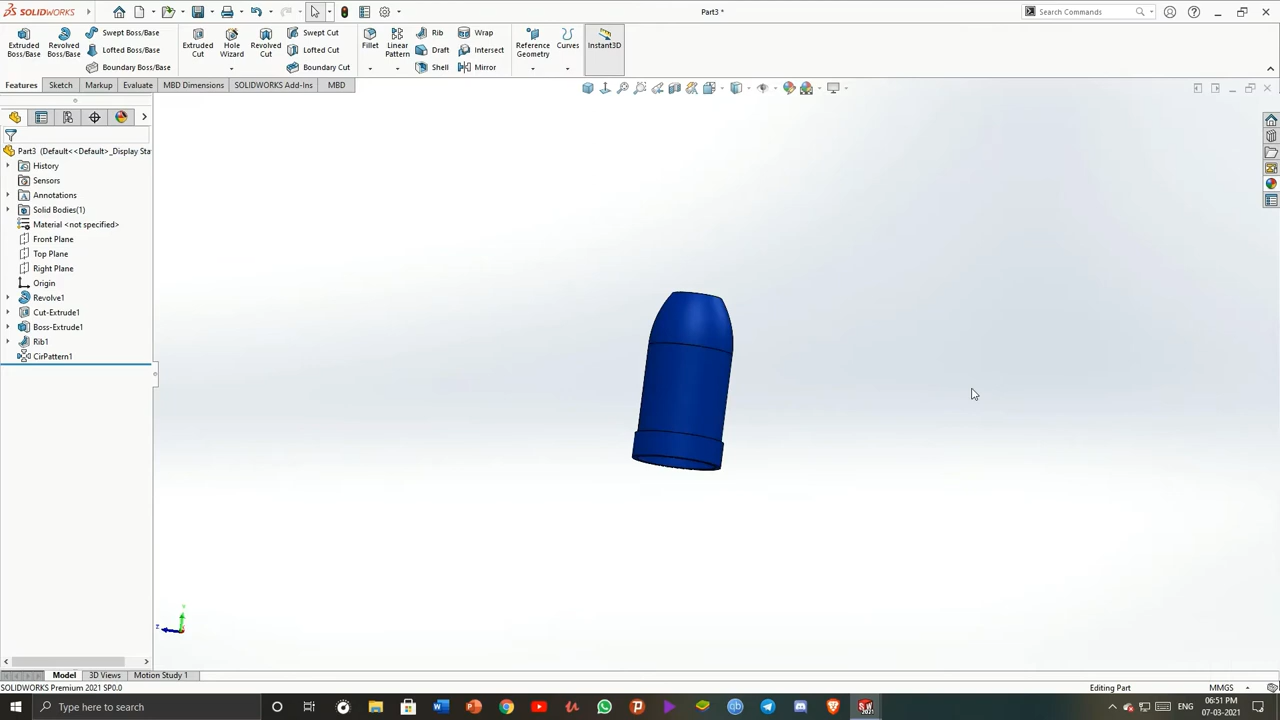 SOLIDWORKS
Part3 *
Search Commands
Extruded Boss/Base
Revolved Boss/Base
Swept Boss/Base
Lofted Boss/Base
Boundary Boss/Base
Extruded Cut
Hole Wizard
Revolved Cut
Swept Cut
Lofted Cut
Boundary Cut
Fillet
Linear Pattern
Rib
Draft
Shell
Wrap
Intersect
Mirror
Reference Geometry
Curves
Instant3D
Features
Sketch
Markup
Evaluate
MBD Dimensions
SOLIDWORKS Add-Ins
MBD
Part3 (Default<<Default>_Display Sta
History
Sensors
Annotations
Solid Bodies(1)
Material <not specified>
Front Plane
Top Plane
Right Plane
Origin
Revolve1
Cut-Extrude1
Boss-Extrude1
Rib1
CirPattern1
Y
Z
Model
3D Views
Motion Study 1
SOLIDWORKS Premium 2021 SP0.0
Editing Part
MMGS
Type here to search
ENG
06:51 PM
07-03-2021